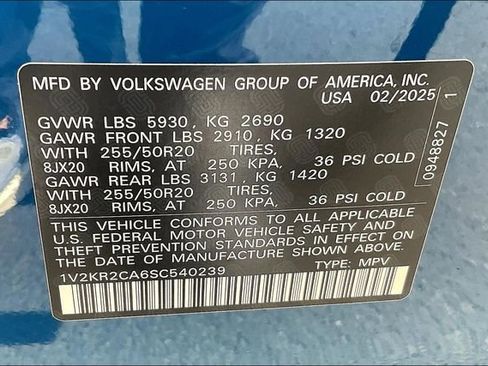 MFD BY VOLKSWAGEN GROUP OF AMERICA, INC.
USA 02/2025
GVWR LBS 5930, KG 2690
GAWR FRONT LBS 2910, KG 1320
WITH 255/50R20 TIRES,
8JX20 RIMS, AT 250 KPA, 36 PSI COLD
GAWR REAR LBS 3131, KG 1420
WITH 255/50R20 TIRES,
8JX20 RIMS, AT 250 KPA, 36 PSI COLD
THIS VEHICLE CONFORMS TO ALL APPLICABLE
U.S. FEDERAL MOTOR VEHICLE SAFETY AND
THEFT PREVENTION STANDARDS IN EFFECT ON
THE DATE OF MANUFACTURE SHOWN ABOVE.
1V2KR2CA6SC540239 TYPE: MPV
0948827 1